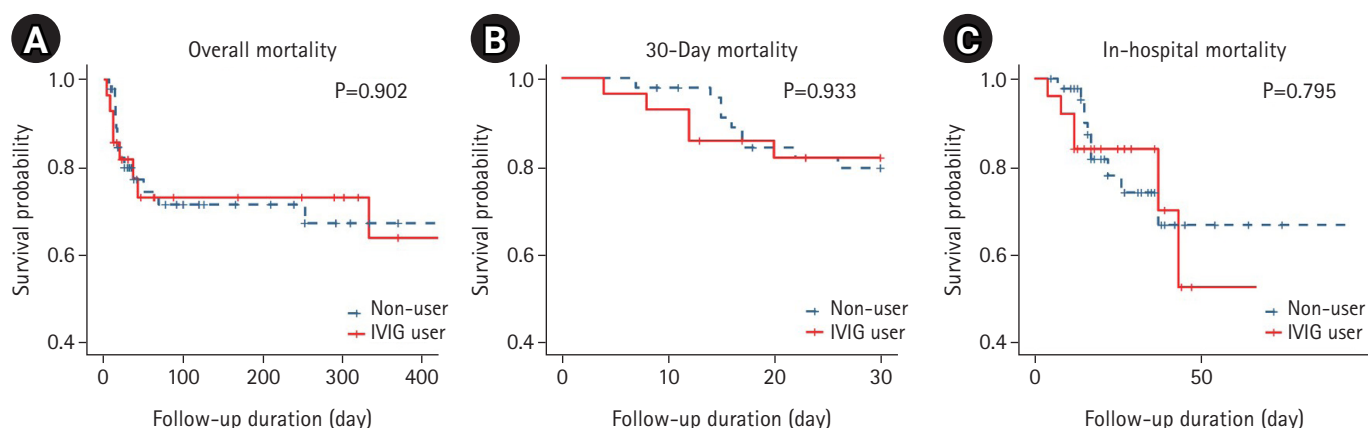 A
Overall mortality
P=0.902
1.0
0.8
0.6
0.4
Survival probability
Non-user
IVIG user
0 100 200 300 400
Follow-up duration (day)
B
30-Day mortality
P=0.933
1.0
0.8
0.6
0.4
Survival probability
Non-user
IVIG user
0 10 20 30
Follow-up duration (day)
C
In-hospital mortality
P=0.795
1.0
0.8
0.6
0.4
Survival probability
Non-user
IVIG user
0 50
Follow-up duration (day)